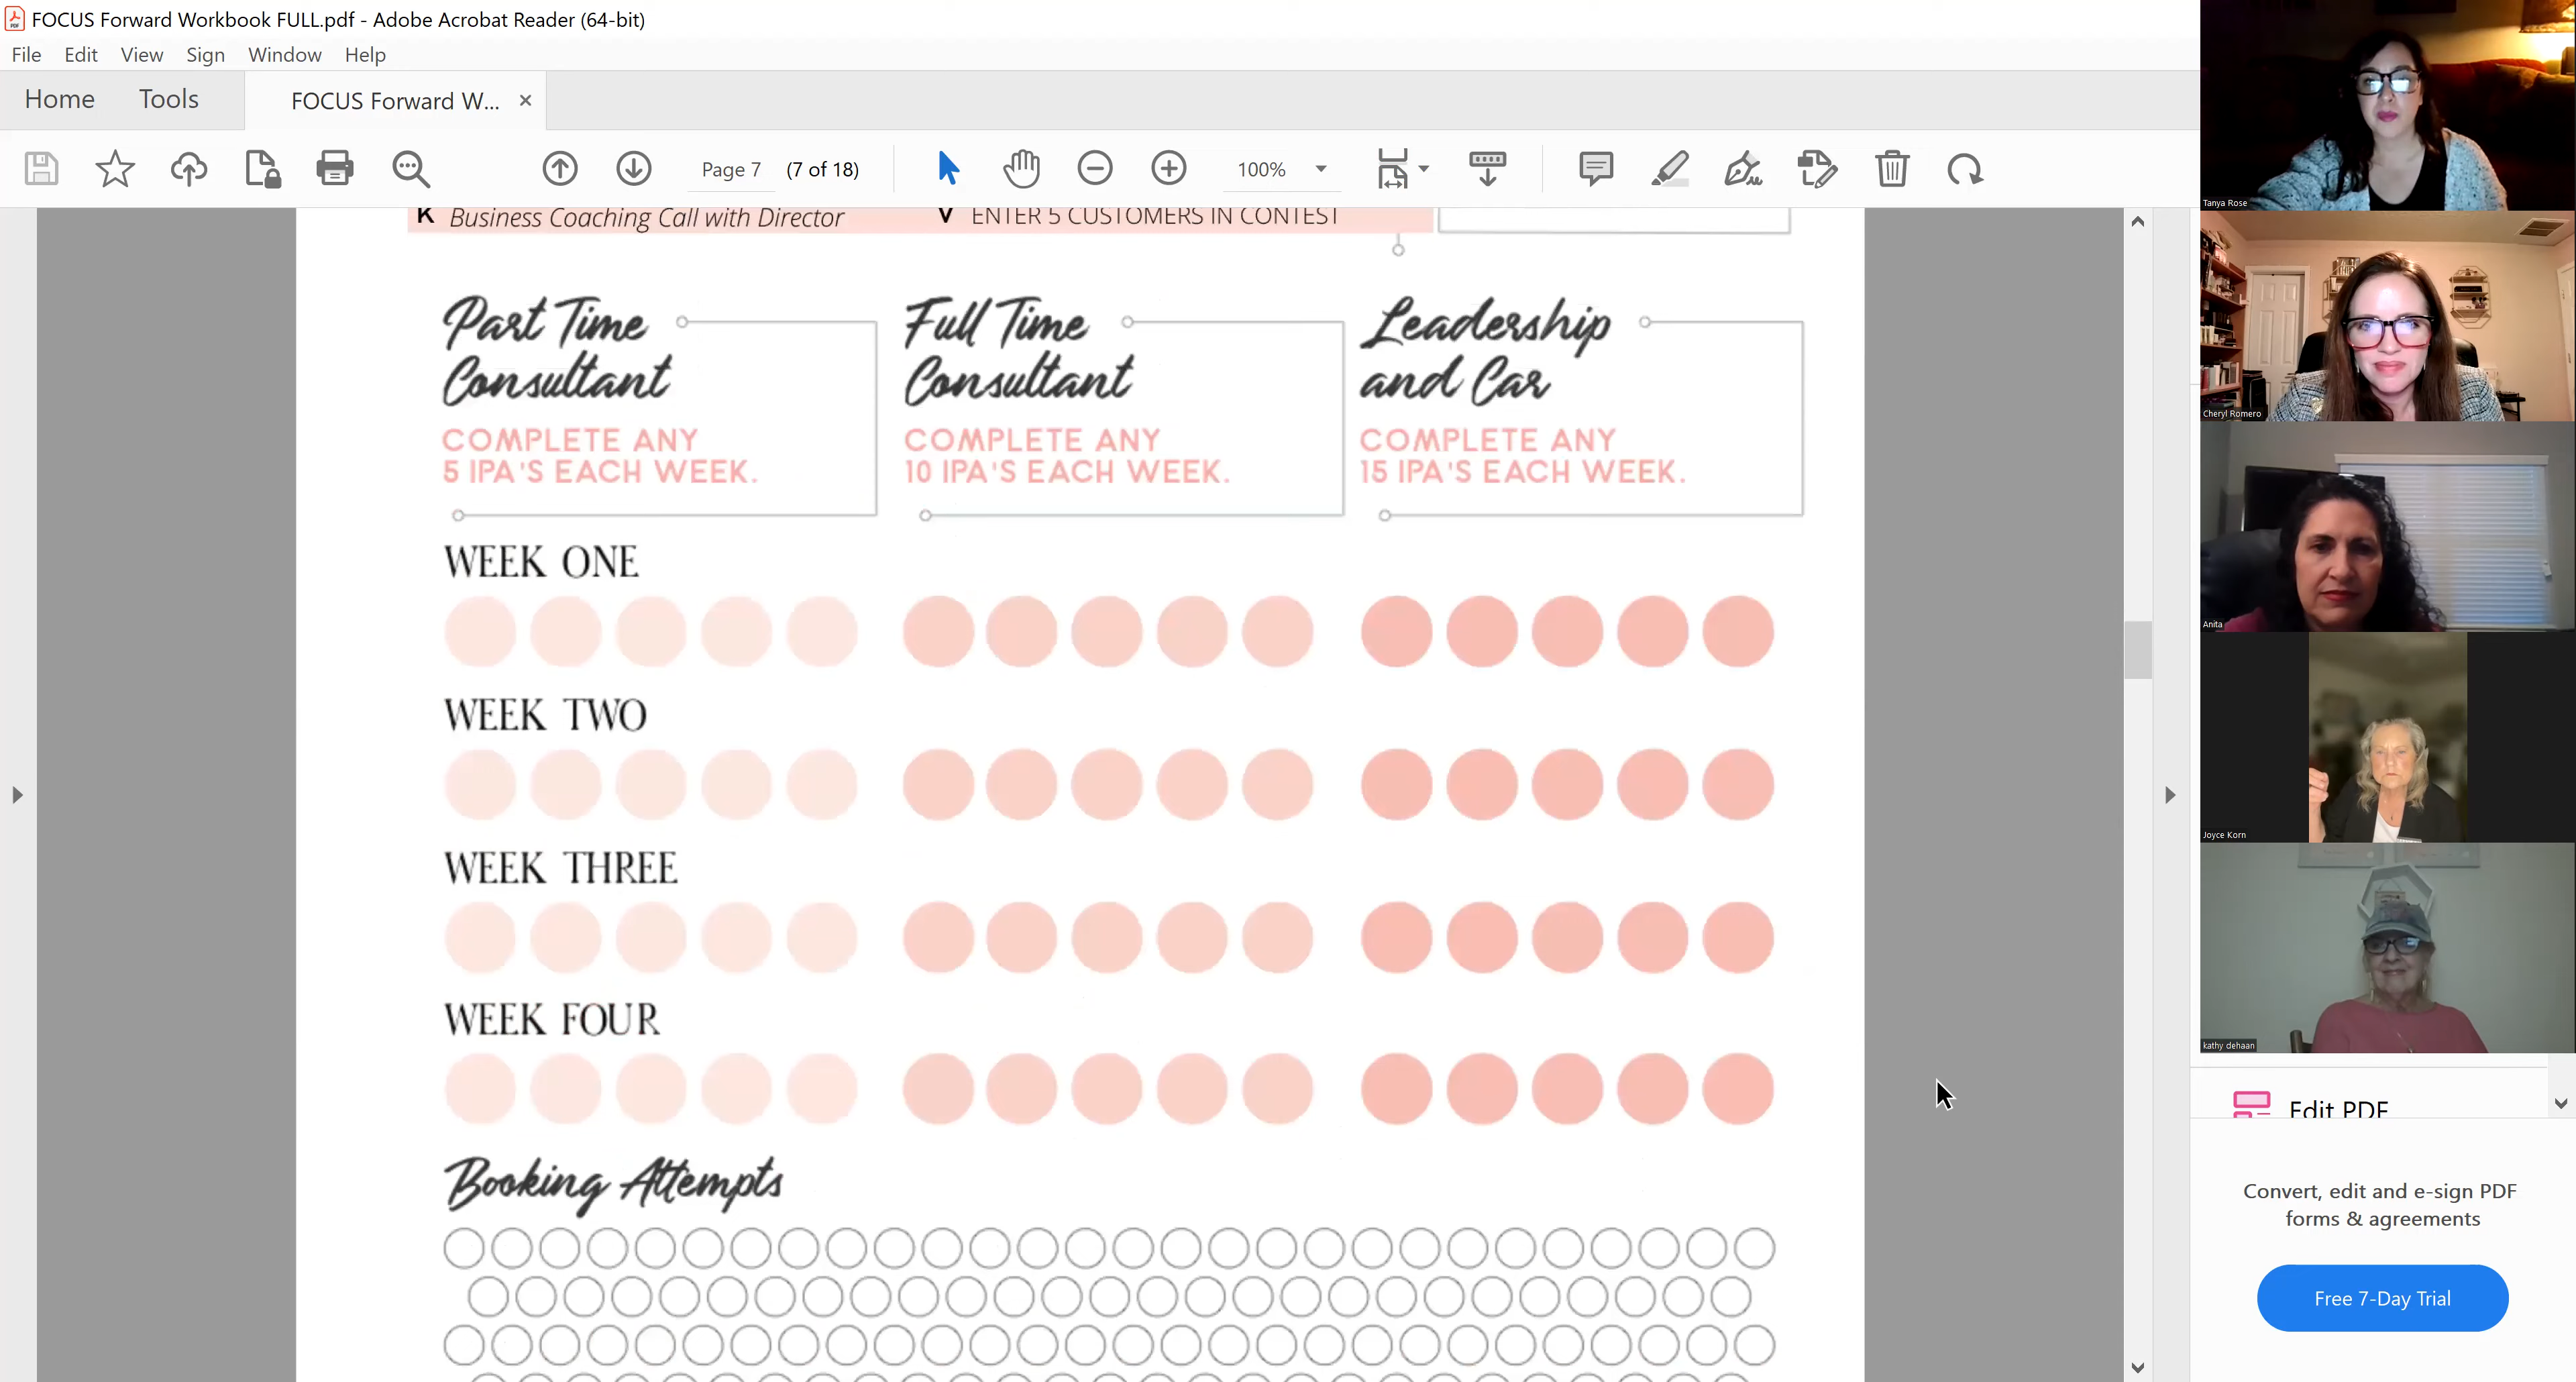 FOCUS Forward Workbook FULL.pdf - Adobe Acrobat Reader (64-bit)
File Edit View Sign Window Help
Home Tools FOCUS Forward W... ×
Page 7 (7 of 18) 100%
K Business Coaching Call with Director V ENTER 5 CUSTOMERS IN CONTEST
Part Time
Consultant
COMPLETE ANY
5 IPA'S EACH WEEK.
Full Time
Consultant
COMPLETE ANY
10 IPA'S EACH WEEK.
Leadership
and Car
COMPLETE ANY
15 IPA'S EACH WEEK.
WEEK ONE
WEEK TWO
WEEK THREE
WEEK FOUR
Booking Attempts
Tanya Rose
Cheryl Romero
Anita
Joyce Korn
kathy dehaan
Edit PDF
Convert, edit and e-sign PDF
forms & agreements
Free 7-Day Trial